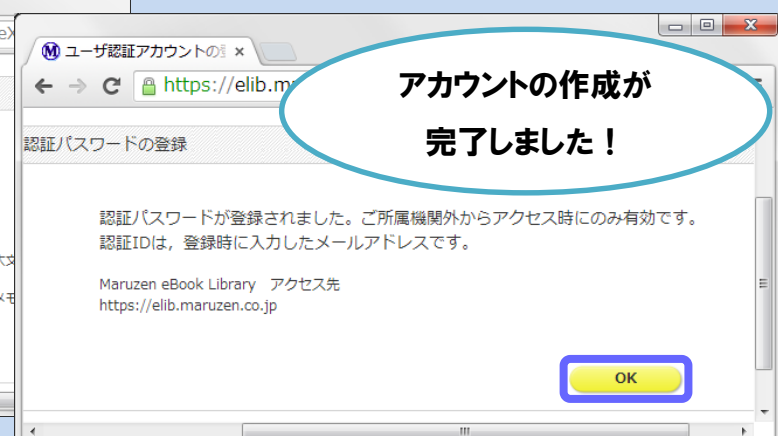 ユーザ認証アカウントの
https://elib.m
アカウントの作成が
完了しました！
認証パスワードの登録
認証パスワードが登録されました。ご所属機関外からアクセス時にのみ有効です。
認証IDは，登録時に入力したメールアドレスです。
Maruzen eBook Library　アクセス先
https://elib.maruzen.co.jp
OK